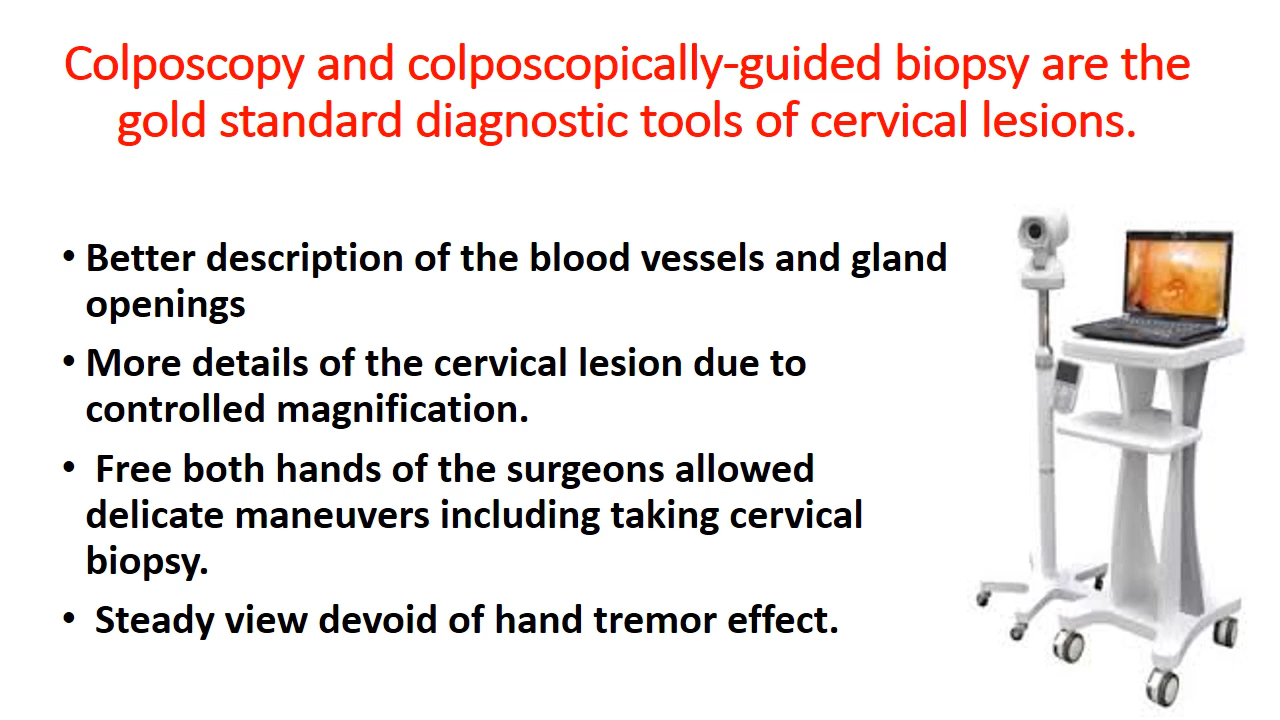 Colposcopy and colposcopically-guided biopsy are the
gold standard diagnostic tools of cervical lesions.
• Better description of the blood vessels and gland
openings
• More details of the cervical lesion due to
controlled magnification.
• Free both hands of the surgeons allowed
delicate maneuvers including taking cervical
biopsy.
• Steady view devoid of hand tremor effect.